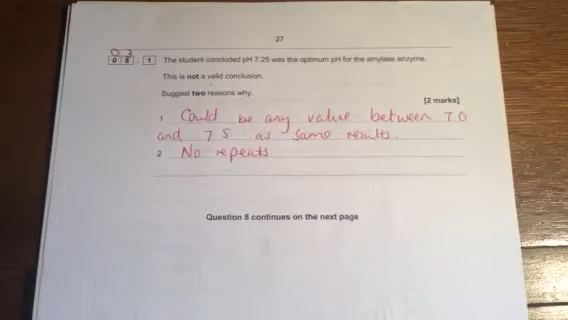 27
0 3
0 8 . 1 The student concluded pH 7.25 was the optimum pH for the amylase enzyme.
This is not a valid conclusion.
Suggest two reasons why.
[2 marks]
1 Could be any value between 7.0
and 7.5 as same results.
2 No repeats
Question 8 continues on the next page